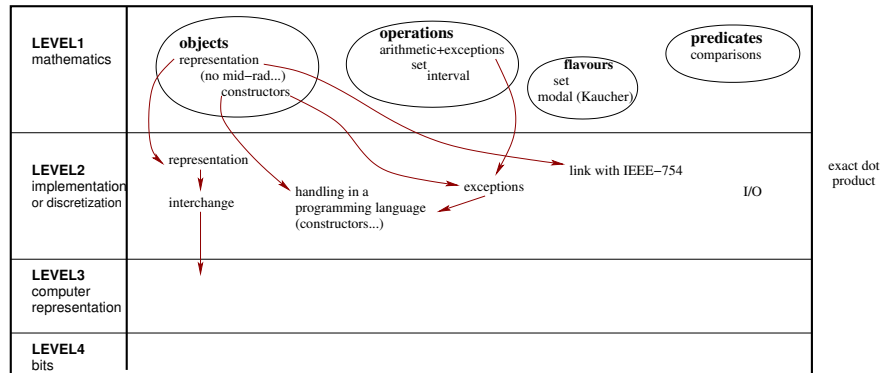 LEVEL1
mathematics
objects
representation
(no mid−rad...)
constructors
operations
arithmetic+exceptions
set
interval
flavours
set
modal (Kaucher)
predicates
comparisons
LEVEL2
implementation
or discretization
representation
interchange
handling in a
programming language
(constructors...)
exceptions
link with IEEE−754
I/O
exact dot
product
LEVEL3
computer
representation
LEVEL4
bits